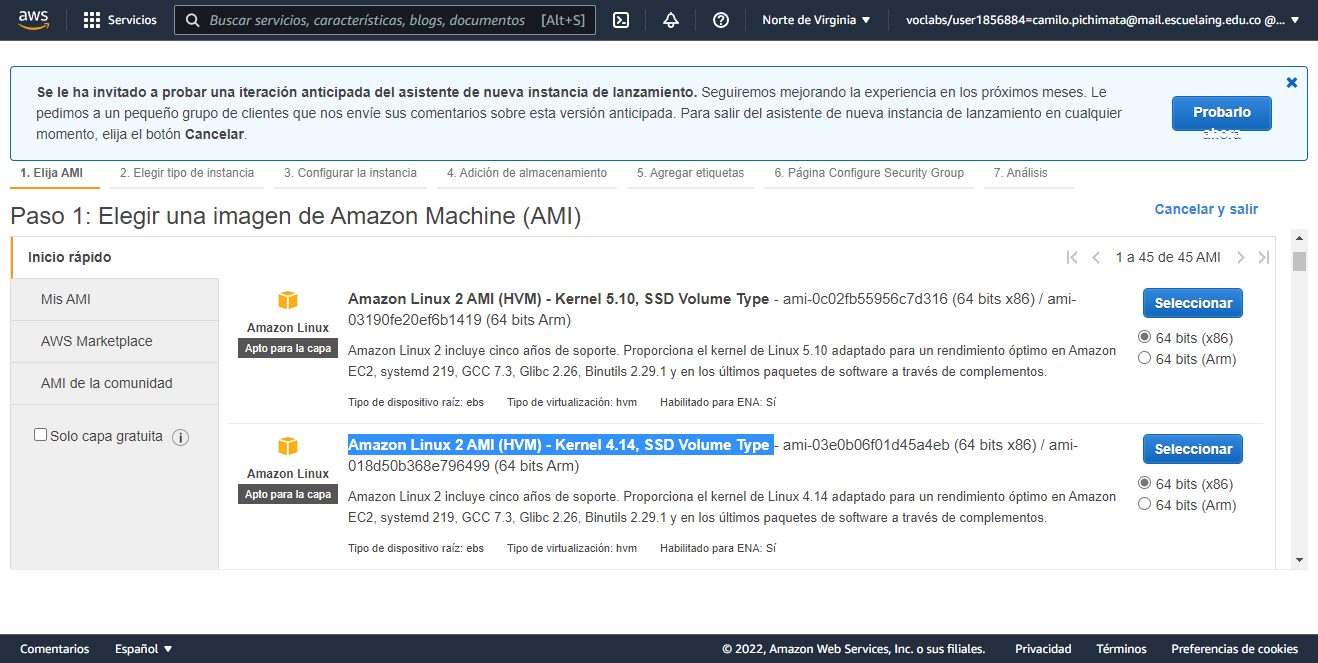 aws
Servicios
Buscar servicios, características, blogs, documentos [Alt+S]
Norte de Virginia
voclabs/user1856884=camilo.pichimata@mail.escuelaing.edu.co @...
Se le ha invitado a probar una iteración anticipada del asistente de nueva instancia de lanzamiento. Seguiremos mejorando la experiencia en los próximos meses. Le
pedimos a un pequeño grupo de clientes que nos envíe sus comentarios sobre esta versión anticipada. Para salir del asistente de nueva instancia de lanzamiento en cualquier
momento, elija el botón Cancelar.
Probarlo
ahora
1. Elija AMI
2. Elegir tipo de instancia
3. Configurar la instancia
4. Adición de almacenamiento
5. Agregar etiquetas
6. Página Configure Security Group
7. Análisis
Paso 1: Elegir una imagen de Amazon Machine (AMI)
Cancelar y salir
Inicio rápido
Mis AMI
AWS Marketplace
AMI de la comunidad
Solo capa gratuita
1 a 45 de 45 AMI
Amazon Linux
Apto para la capa
Amazon Linux 2 AMI (HVM) - Kernel 5.10, SSD Volume Type - ami-0c02fb55956c7d316 (64 bits x86) / ami-
03190fe20ef6b1419 (64 bits Arm)
Amazon Linux 2 incluye cinco años de soporte. Proporciona el kernel de Linux 5.10 adaptado para un rendimiento óptimo en Amazon
EC2, systemd 219, GCC 7.3, Glibc 2.26, Binutils 2.29.1 y en los últimos paquetes de software a través de complementos.
Tipo de dispositivo raíz: ebs Tipo de virtualización: hvm Habilitado para ENA: Sí
Seleccionar
64 bits (x86)
64 bits (Arm)
Amazon Linux
Apto para la capa
Amazon Linux 2 AMI (HVM) - Kernel 4.14, SSD Volume Type - ami-03e0b06f01d45a4eb (64 bits x86) / ami-
018d50b368e796499 (64 bits Arm)
Amazon Linux 2 incluye cinco años de soporte. Proporciona el kernel de Linux 4.14 adaptado para un rendimiento óptimo en Amazon
EC2, systemd 219, GCC 7.3, Glibc 2.26, Binutils 2.29.1 y en los últimos paquetes de software a través de complementos.
Tipo de dispositivo raíz: ebs Tipo de virtualización: hvm Habilitado para ENA: Sí
Seleccionar
64 bits (x86)
64 bits (Arm)
Comentarios
Español
© 2022, Amazon Web Services, Inc. o sus filiales.
Privacidad
Términos
Preferencias de cookies